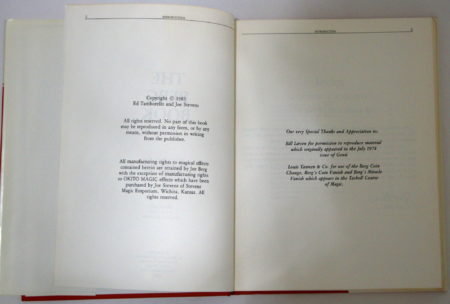 INTRODUCTION
Copyright © 1983
Ed Tamborello and Joe Stevens
All rights reserved. No part of this book
may be reproduced in any form, or by any
means, without permission in writing
from the publisher.
All manufacturing rights to magical effects
contained herein are retained by Joe Berg
with the exception of manufacturing rights
to OKITO MAGIC effects which have been
purchased by Joe Stevens of Stevens
Magic Emporium, Wichita, Kansas. All
rights reserved.
INTRODUCTION
Our very Special Thanks and Appreciation to:
Bill for permission to reproduce material
which originally appeared in the July 1974
issue of Genii.
Louis Tannen & Co. for use of the Berg Coin
Change, Berg's Coin Vanish and Berg's Miracle
Vanish which appears in the Tarbell Course
of Magic.